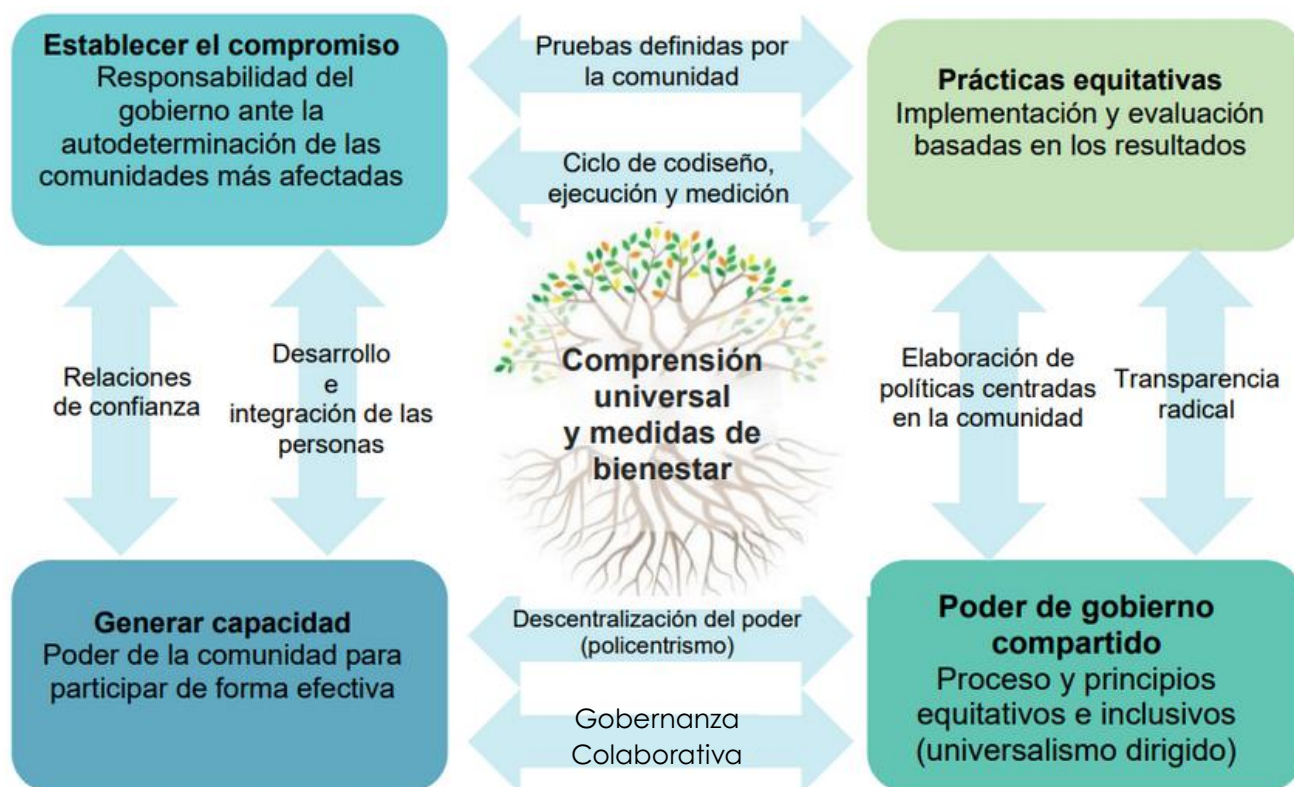 Establecer el compromiso
Responsabilidad del
gobierno ante la
autodeterminación de las
comunidades más afectadas
Pruebas definidas por
la comunidad
Ciclo de codiseño,
ejecución y medición
Prácticas equitativas
Implementación y evaluación
basadas en los resultados
Relaciones
de confianza
Desarrollo
e
integración de las
personas
Comprensión
universal
y medidas de
bienestar
Elaboración de
políticas centradas
en la comunidad
Transparencia
radical
Generar capacidad
Poder de la comunidad para
participar de forma efectiva
Descentralización del poder
(policentrismo)
Gobernanza
Colaborativa
Poder de gobierno
compartido
Proceso y principios
equitativos e inclusivos
(universalismo dirigido)